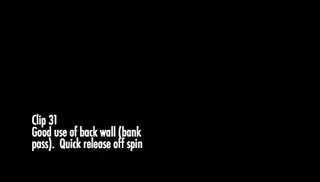 Clip 31
Good use of back wall (bank
pass).  Quick release off spin